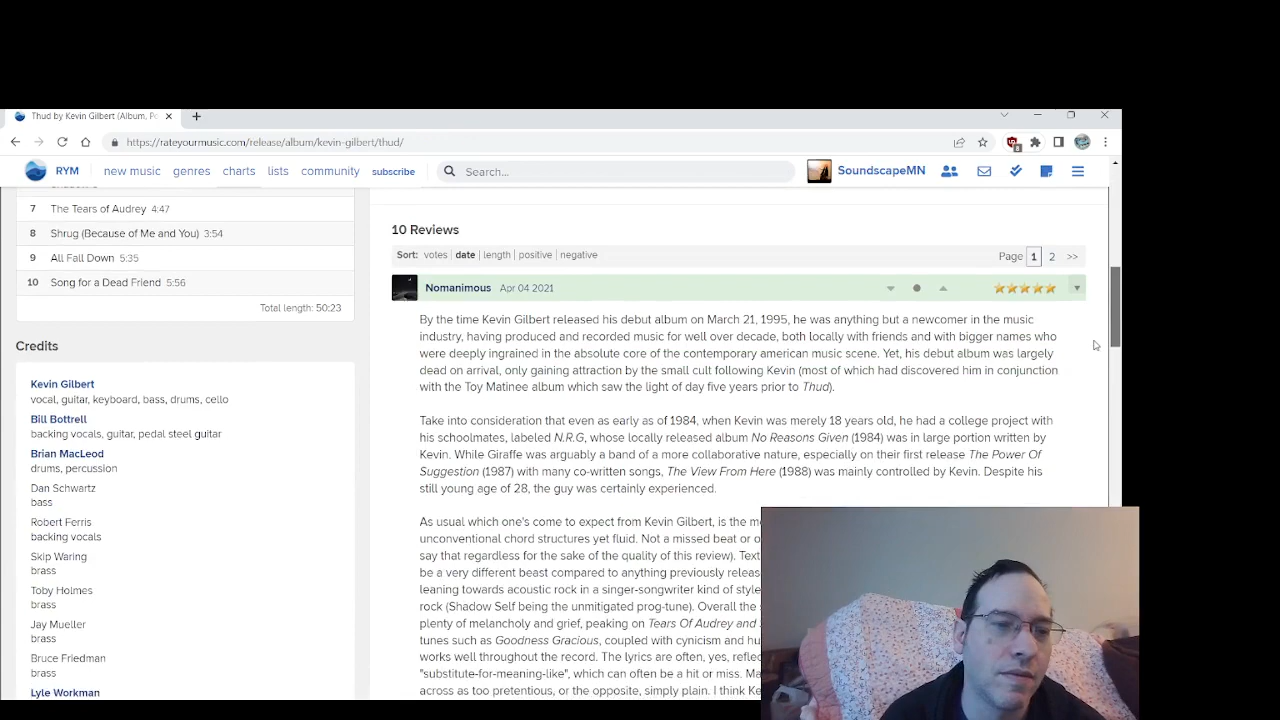 Thud by Kevin Gilbert (Album, Po
https://rateyourmusic.com/release/album/kevin-gilbert/thud/
RYM new music genres charts lists community subscribe Search... SoundscapeMN
7 The Tears of Audrey 4:47
8 Shrug (Because of Me and You) 3:54
9 All Fall Down 5:35
10 Song for a Dead Friend 5:56
Total length: 50:23
Credits
Kevin Gilbert
vocal, guitar, keyboard, bass, drums, cello
Bill Bottrell
backing vocals, guitar, pedal steel guitar
Brian MacLeod
drums, percussion
Dan Schwartz
bass
Robert Ferris
backing vocals
Skip Waring
brass
Toby Holmes
brass
Jay Mueller
brass
Bruce Friedman
brass
Lyle Workman
10 Reviews
Sort: votes | date | length | positive | negative Page 1 2 >>
Nomanimous Apr 04 2021
By the time Kevin Gilbert released his debut album on March 21, 1995, he was anything but a newcomer in the music
industry, having produced and recorded music for well over decade, both locally with friends and with bigger names who
were deeply ingrained in the absolute core of the contemporary american music scene. Yet, his debut album was largely
dead on arrival, only gaining attraction by the small cult following Kevin (most of which had discovered him in conjunction
with the Toy Matinee album which saw the light of day five years prior to Thud).
Take into consideration that even as early as of 1984, when Kevin was merely 18 years old, he had a college project with
his schoolmates, labeled N.R.G, whose locally released album No Reasons Given (1984) was in large portion written by
Kevin. While Giraffe was arguably a band of a more collaborative nature, especially on their first release The Power Of
Suggestion (1987) with many co-written songs, The View From Here (1988) was mainly controlled by Kevin. Despite his
still young age of 28, the guy was certainly experienced.
As usual which one's come to expect from Kevin Gilbert, is the m
unconventional chord structures yet fluid. Not a missed beat or o
say that regardless for the sake of the quality of this review). Text
be a very different beast compared to anything previously releas
leaning towards acoustic rock in a singer-songwriter kind of style
rock (Shadow Self being the unmitigated prog-tune). Overall the s
plenty of melancholy and grief, peaking on Tears Of Audrey and
tunes such as Goodness Gracious, coupled with cynicism and hu
works well throughout the record. The lyrics are often, yes, refle
"substitute-for-meaning-like", which can often be a hit or miss. Ma
across as too pretentious, or the opposite, simply plain. I think Ke